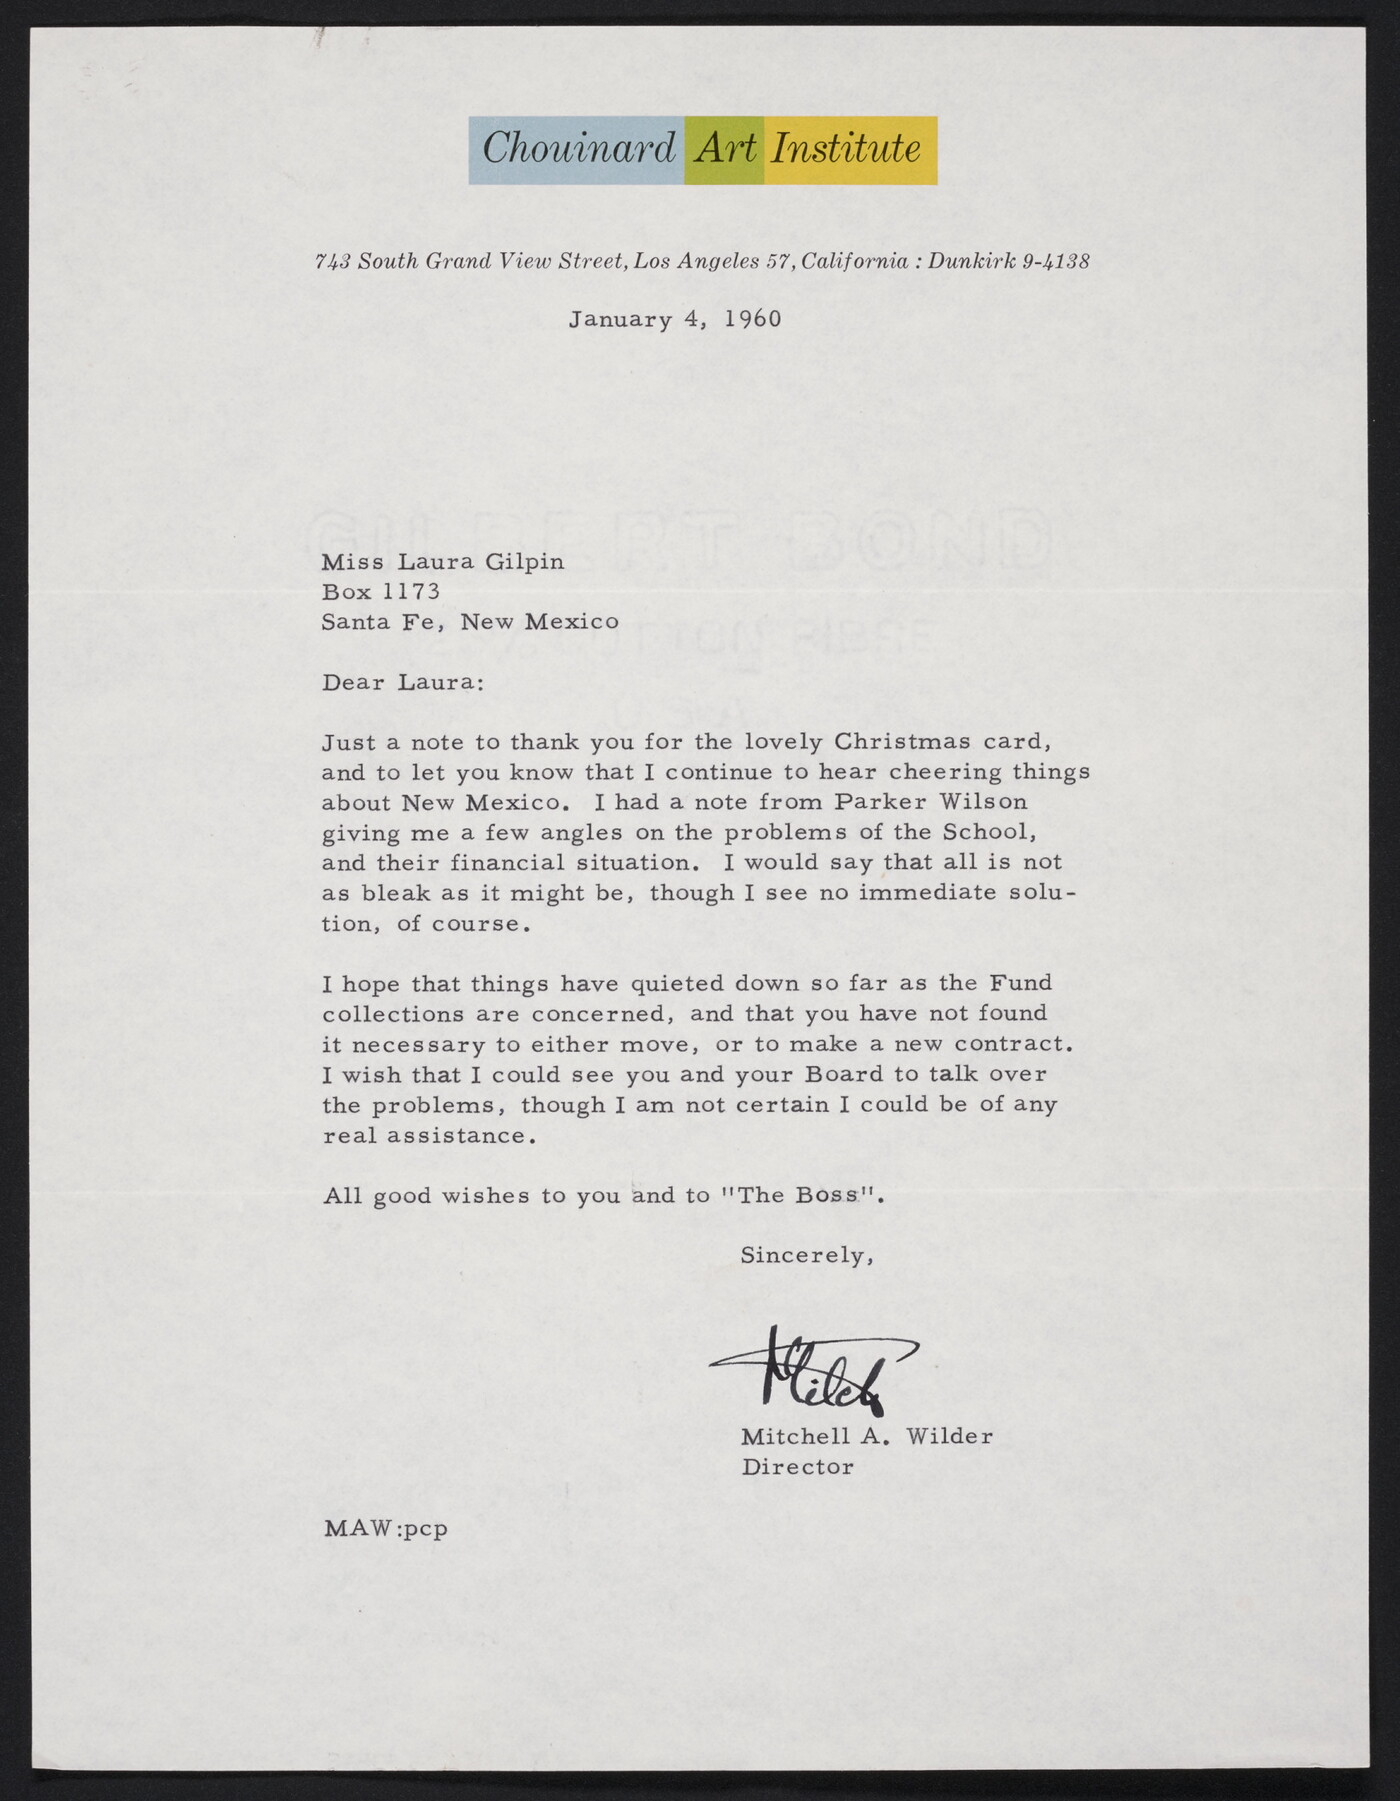 Chouinard Art Institute
743 South Grand View Street, Los Angeles 57, California : Dunkirk 9-4138
January 4, 1960
GILBERT BOND
Miss Laura Gilpin
Box 1173
Santa Fe, New Mexico
Dear Laura:
Just a note to thank you for the lovely Christmas card,
and to let you know that I continue to hear cheering things
about New Mexico. I had a note from Parker Wilson
giving me a few angles on the problems of the School,
and their financial situation. I would say that all is not
as bleak as it might be, though I see no immediate solu-
tion, of course.
I hope that things have quieted down so far as the Fund
collections are concerned, and that you have not found
it necessary to either move, or to make a new contract.
I wish that I could see you and your Board to talk over
the problems, though I am not certain I could be of any
real assistance.
All good wishes to you and to "The Boss".
Sincerely,
Mitch
Mitchell A. Wilder
Director
MAW:pcp